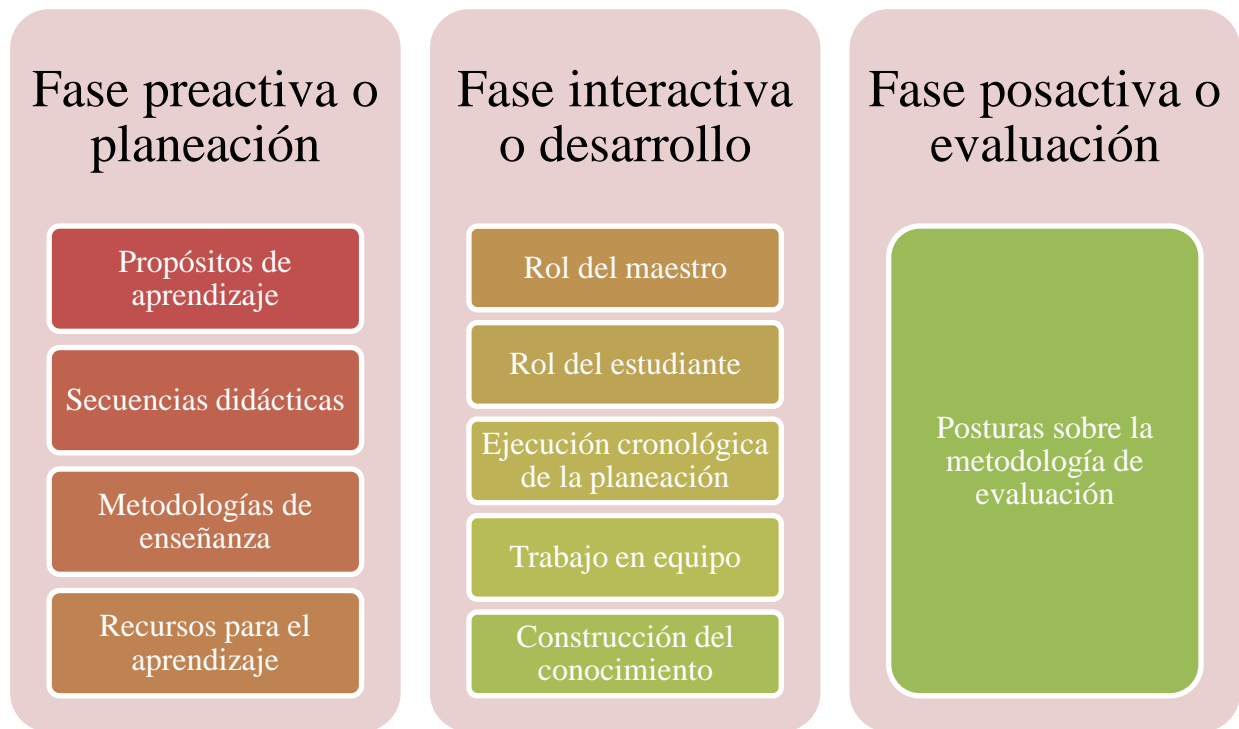 Fase preactiva o
planeación
Propósitos de
aprendizaje
Secuencias didácticas
Metodologías de
enseñanza
Recursos para el
aprendizaje
Fase interactiva
o desarrollo
Rol del maestro
Rol del estudiante
Ejecución cronológica
de la planeación
Trabajo en equipo
Construcción del
conocimiento
Fase posactiva o
evaluación
Posturas sobre la
metodología de
evaluación